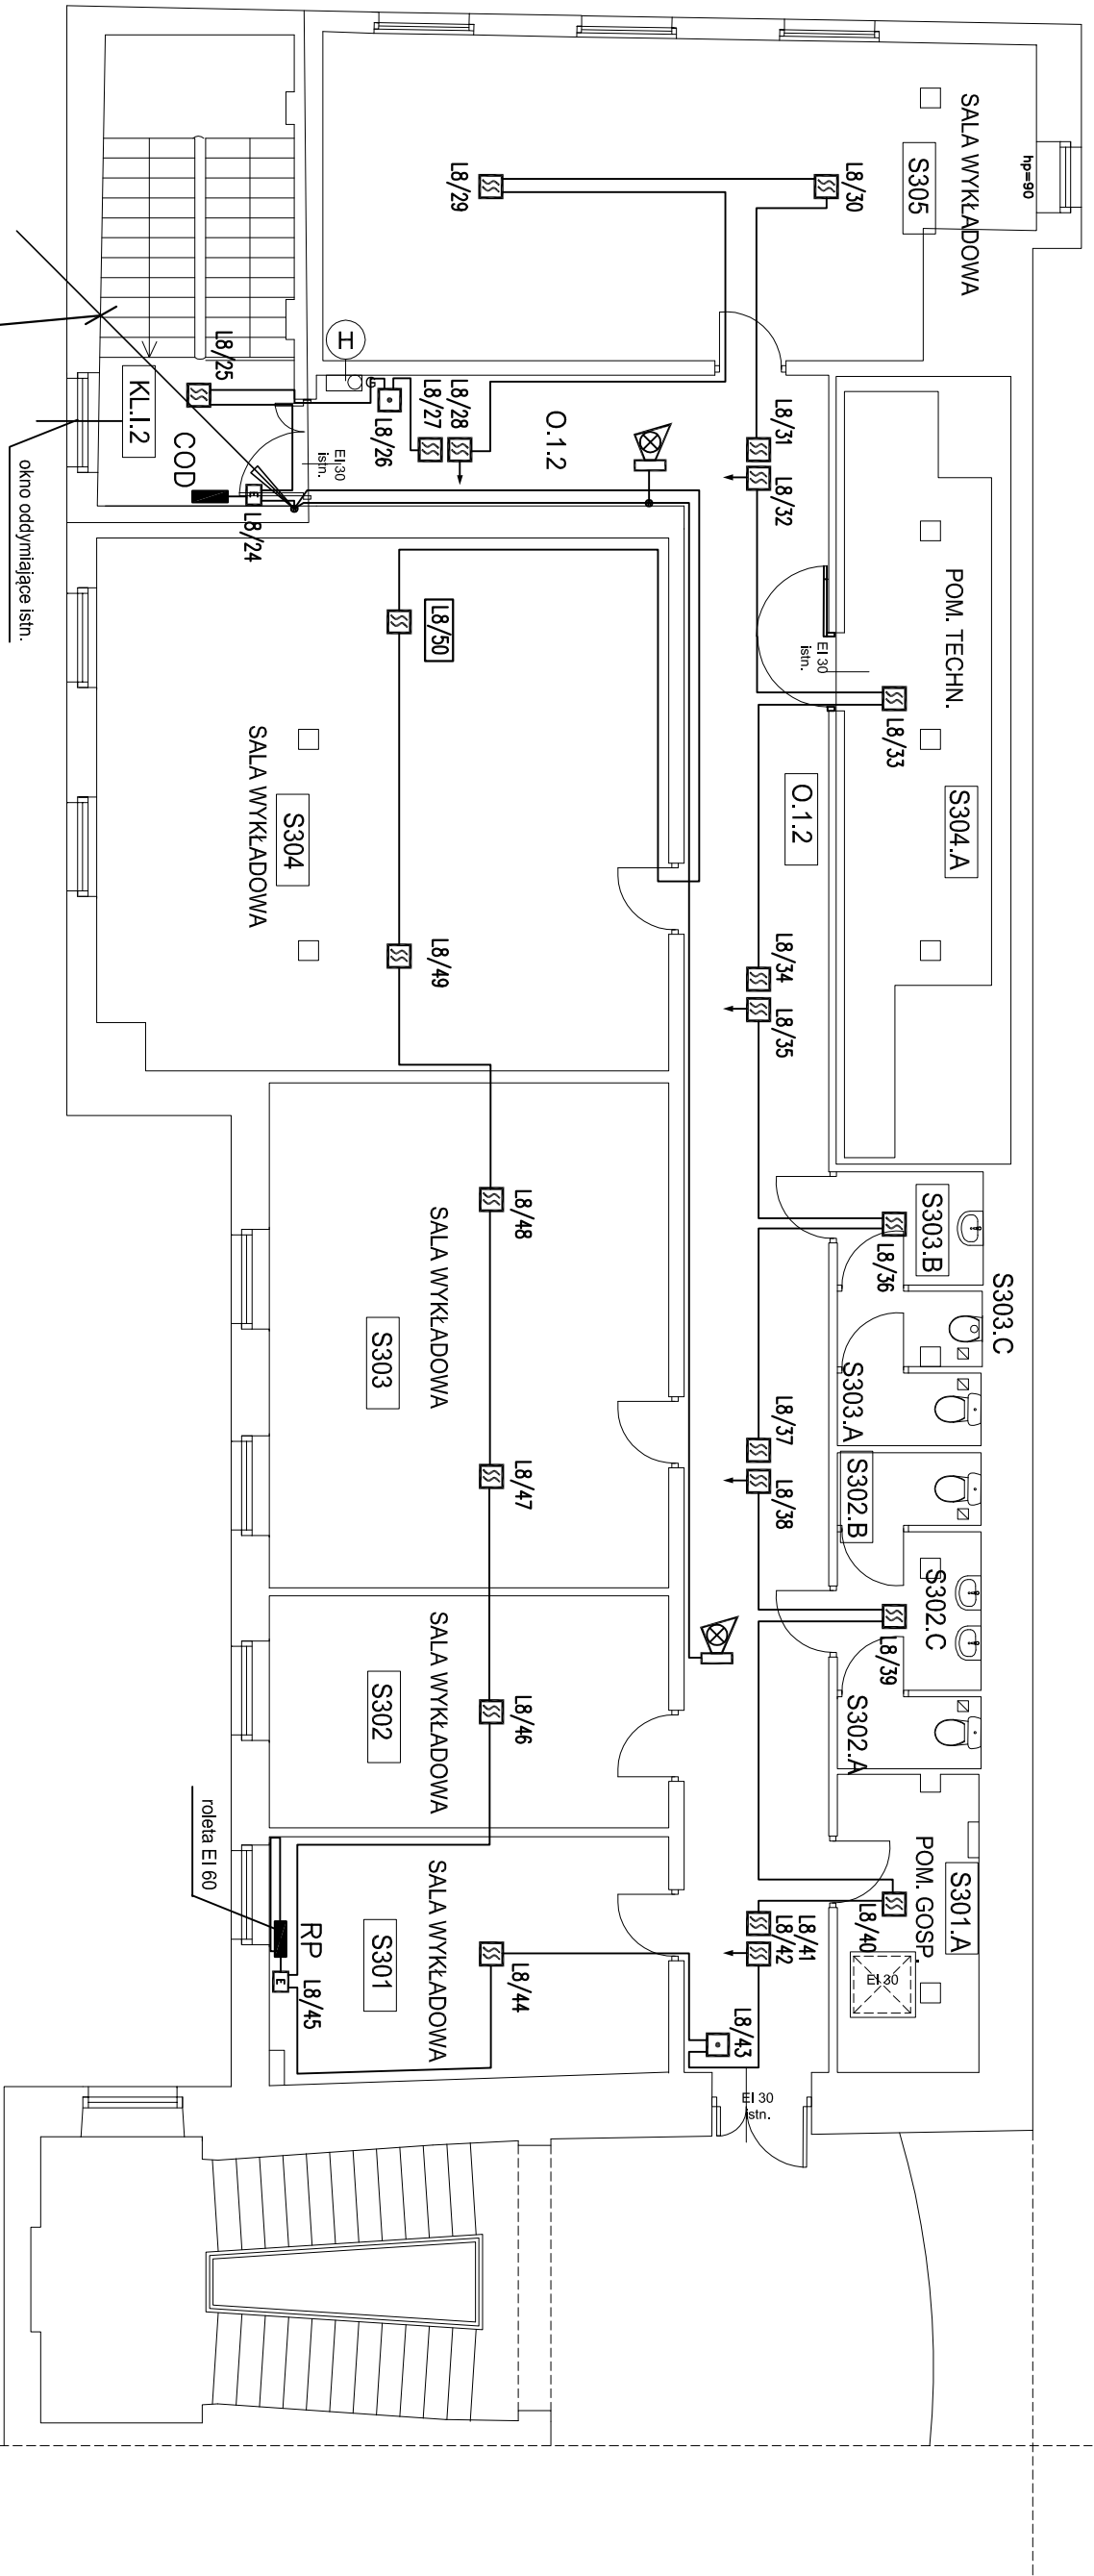 hp=90
SALA WYKŁADOWA
S305
L8/30
L8/29
L8/25
KL.I.2
COD
L8/24
okno oddymiające istn.
H
G
L8/26
L8/27
L8/28
EI 30
istn.
O.1.2
L8/31
L8/32
POM. TECHN.
S304.A
EI 30
istn.
L8/33
O.1.2
L8/50
S304
SALA WYKŁADOWA
L8/49
L8/34
L8/35
S303.B
L8/36
S303.C
S303.A
L8/48
SALA WYKŁADOWA
S303
L8/47
L8/37
L8/38
S302.B
S302.C
L8/39
S302.A
SALA WYKŁADOWA
S302
L8/46
roleta EI 60
S301.A
POM. GOSP.
L8/40
EI 30
L8/41
L8/42
SALA WYKŁADOWA
S301
L8/44
RP
E
L8/45
L8/43
EI 30
istn.
E